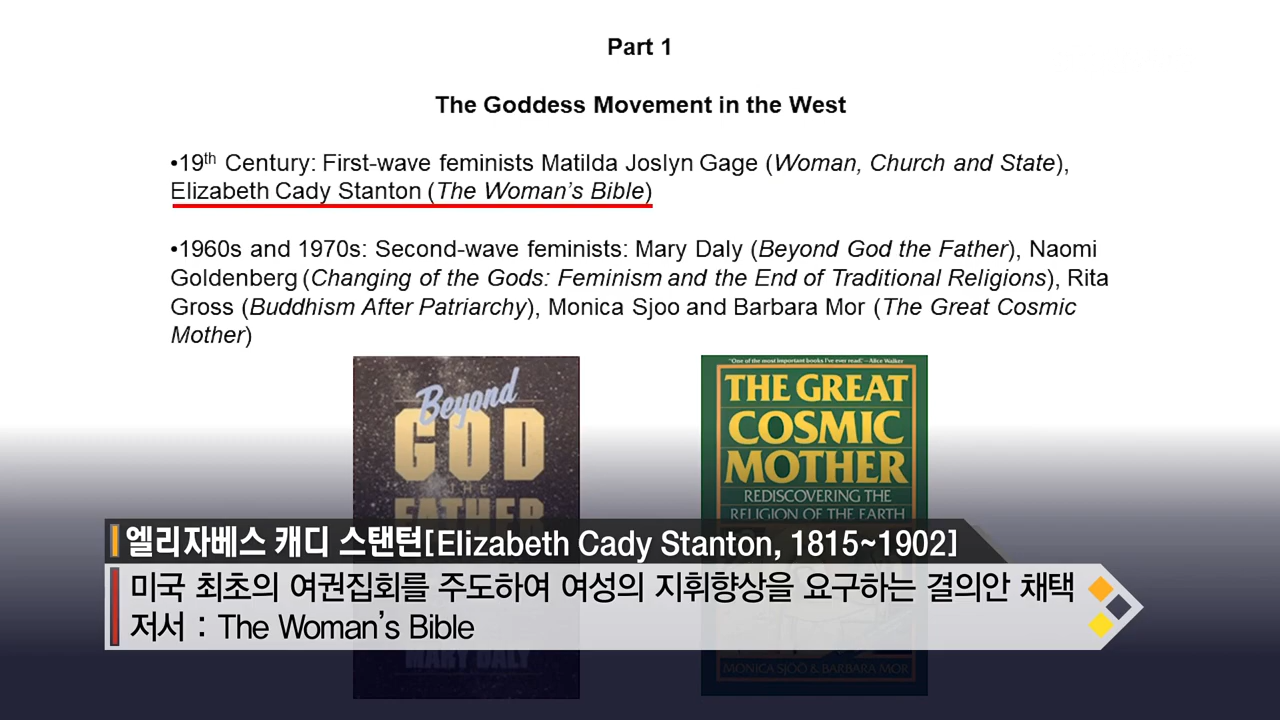 Part 1
The Goddess Movement in the West
•19th Century: First-wave feminists Matilda Joslyn Gage (Woman, Church and State),
Elizabeth Cady Stanton (The Woman's Bible)
•1960s and 1970s: Second-wave feminists: Mary Daly (Beyond God the Father), Naomi
Goldenberg (Changing of the Gods: Feminism and the End of Traditional Religions), Rita
Gross (Buddhism After Patriarchy), Monica Sjoo and Barbara Mor (The Great Cosmic
Mother)
Beyond
GOD
THE
FATHER
MARY DALY
"One of the most important books I've ever read."—Alice Walker
THE GREAT
COSMIC
MOTHER
REDISCOVERING THE
RELIGION OF THE EARTH
MONICA SJÖÖ & BARBARA MOR
엘리자베스 캐디 스탠턴[Elizabeth Cady Stanton, 1815~1902]
미국 최초의 여권집회를 주도하여 여성의 지휘향상을 요구하는 결의안 채택
저서 : The Woman's Bible